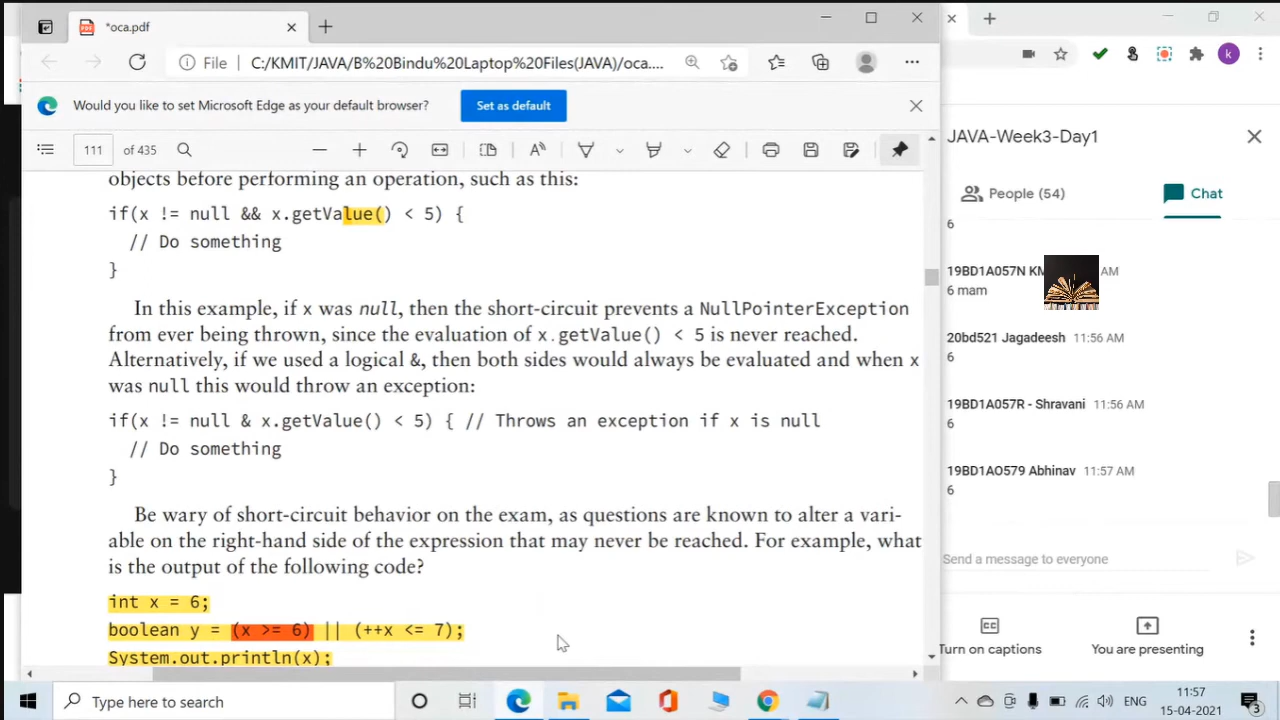 *oca.pdf
File
C:/KMIT/JAVA/B%20Bindu%20Laptop%20Files(JAVA)/oca....
Would you like to set Microsoft Edge as your default browser?
Set as default
111 of 435
objects before performing an operation, such as this:
if(x != null && x.getValue() < 5) {
// Do something
}
In this example, if x was null, then the short-circuit prevents a NullPointerException
from ever being thrown, since the evaluation of x.getValue() < 5 is never reached.
Alternatively, if we used a logical &, then both sides would always be evaluated and when x
was null this would throw an exception:
if(x != null & x.getValue() < 5) { // Throws an exception if x is null
// Do something
}
Be wary of short-circuit behavior on the exam, as questions are known to alter a vari-
able on the right-hand side of the expression that may never be reached. For example, what
is the output of the following code?
int x = 6;
boolean y = (x >= 6) || (++x <= 7);
System.out.println(x);
k
JAVA-Week3-Day1
People (54)
Chat
6
19BD1A057N AM
6 mam
20bd521 Jagadeesh 11:56 AM
6
19BD1A057R - Shravani 11:56 AM
6
19BD1AO579 Abhinav 11:57 AM
6
Send a message to everyone
Turn on captions
You are presenting
Type here to search
ENG
11:57
15-04-2021
3